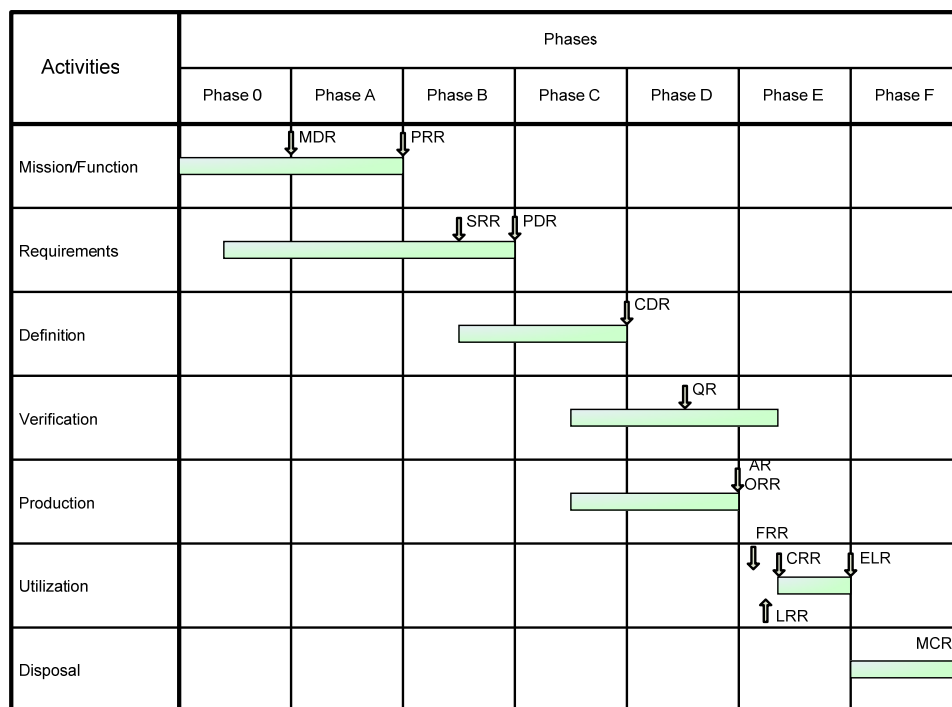 Activities
Phases
Phase 0
Phase A
Phase B
Phase C
Phase D
Phase E
Phase F
Mission/Function
MDR
PRR
Requirements
SRR
PDR
Definition
CDR
Verification
QR
Production
AR
ORR
Utilization
FRR
CRR
ELR
LRR
Disposal
MCR